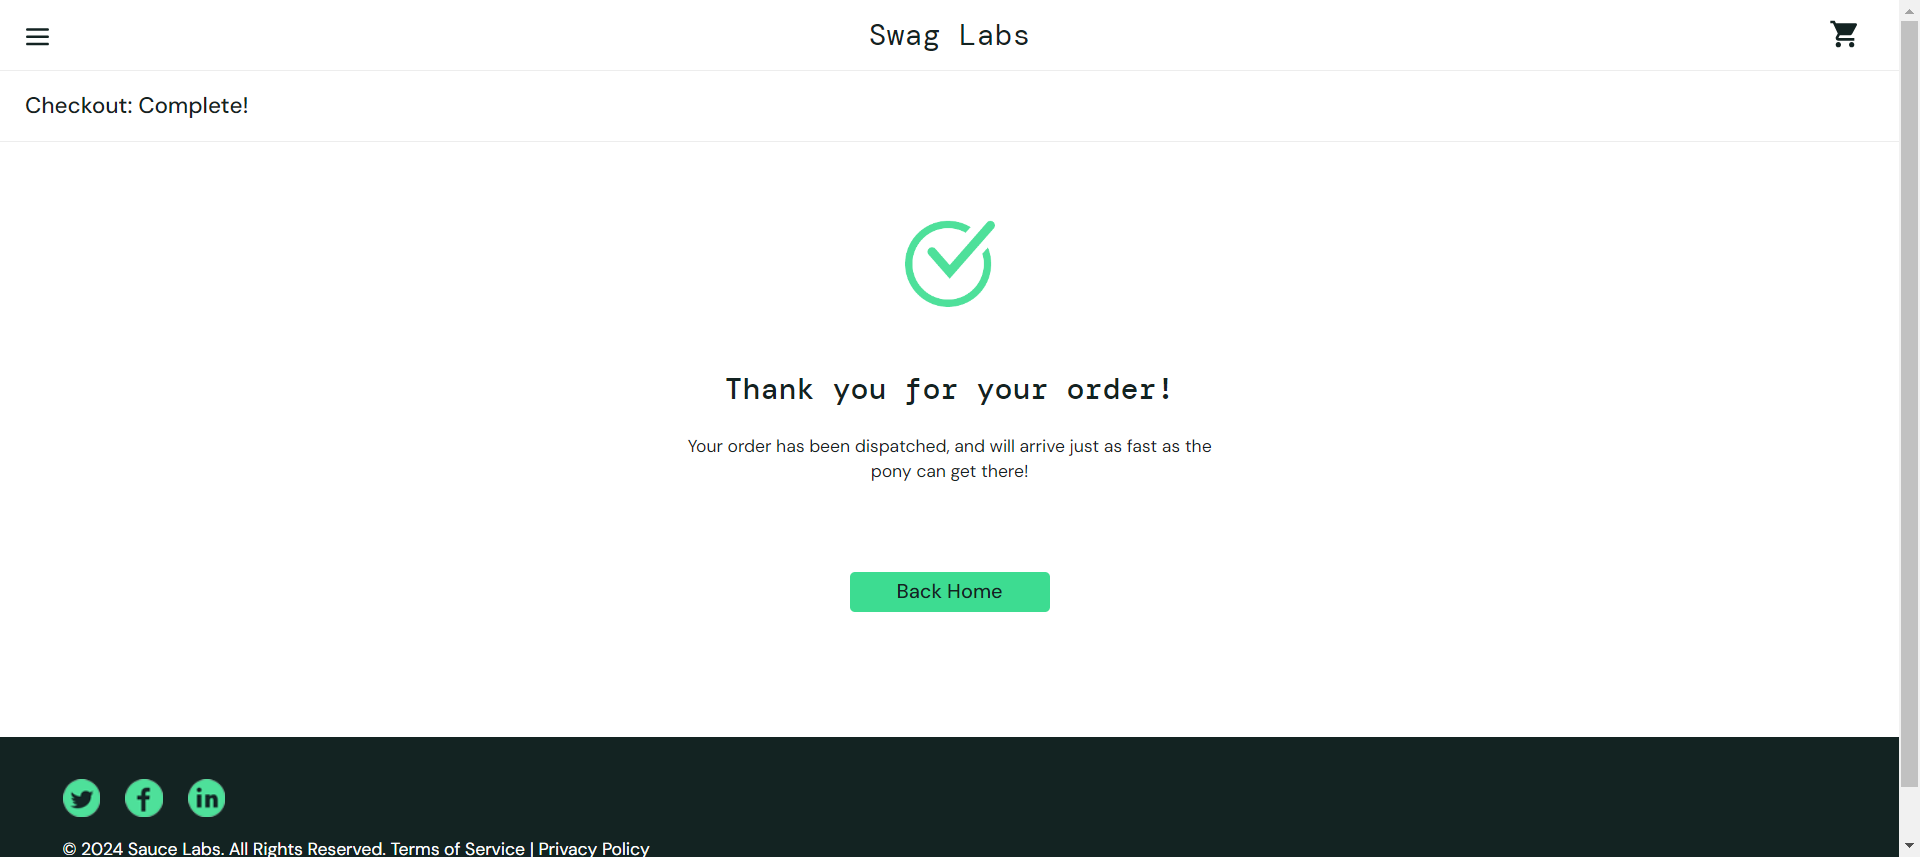 Swag Labs
Checkout: Complete!
Thank you for your order!
Your order has been dispatched, and will arrive just as fast as the
pony can get there!
Back Home
© 2024 Sauce Labs. All Rights Reserved. Terms of Service | Privacy Policy